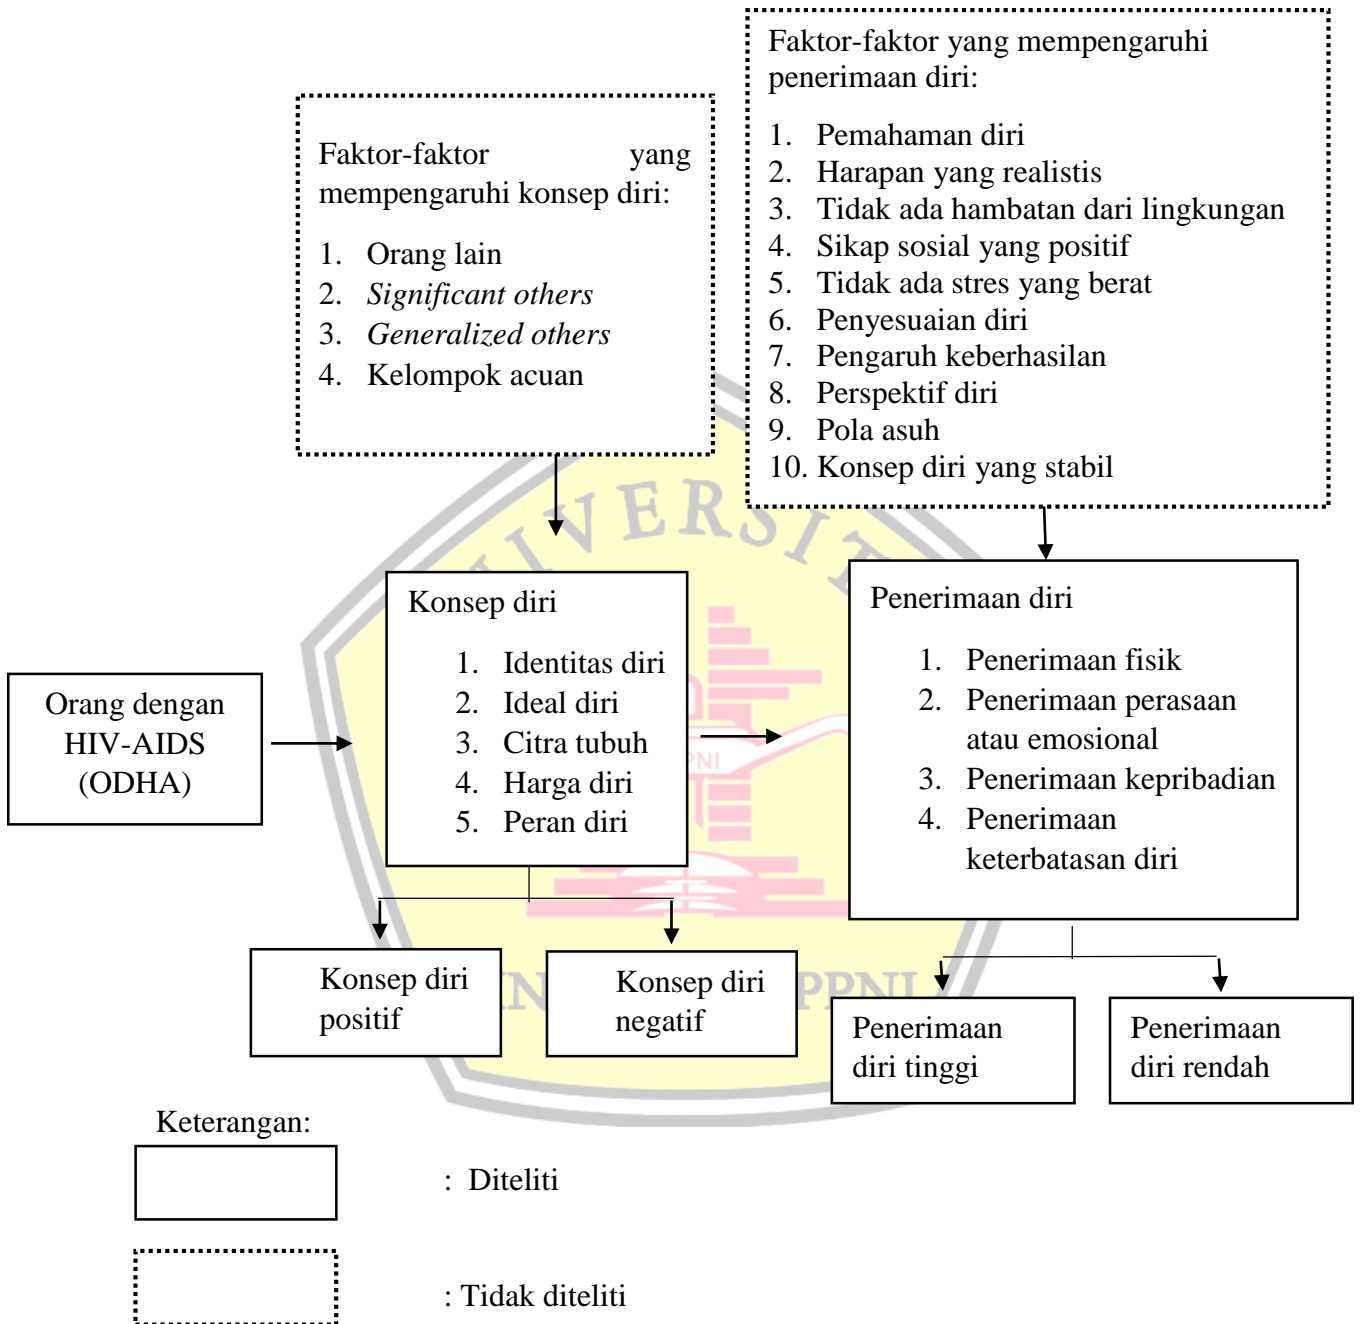 Faktor-faktor yang mempengaruhi
penerimaan diri:
1. Pemahaman diri
2. Harapan yang realistis
3. Tidak ada hambatan dari lingkungan
4. Sikap sosial yang positif
5. Tidak ada stres yang berat
6. Penyesuaian diri
7. Pengaruh keberhasilan
8. Perspektif diri
9. Pola asuh
10. Konsep diri yang stabil
Faktor-faktor yang
mempengaruhi konsep diri:
1. Orang lain
2. Significant others
3. Generalized others
4. Kelompok acuan
Orang dengan
HIV-AIDS
(ODHA)
Konsep diri
1. Identitas diri
2. Ideal diri
3. Citra tubuh
4. Harga diri
5. Peran diri
Penerimaan diri
1. Penerimaan fisik
2. Penerimaan perasaan
atau emosional
3. Penerimaan kepribadian
4. Penerimaan
keterbatasan diri
Konsep diri
positif
Konsep diri
negatif
Penerimaan
diri tinggi
Penerimaan
diri rendah
PPNI
Keterangan:
: Diteliti
: Tidak diteliti